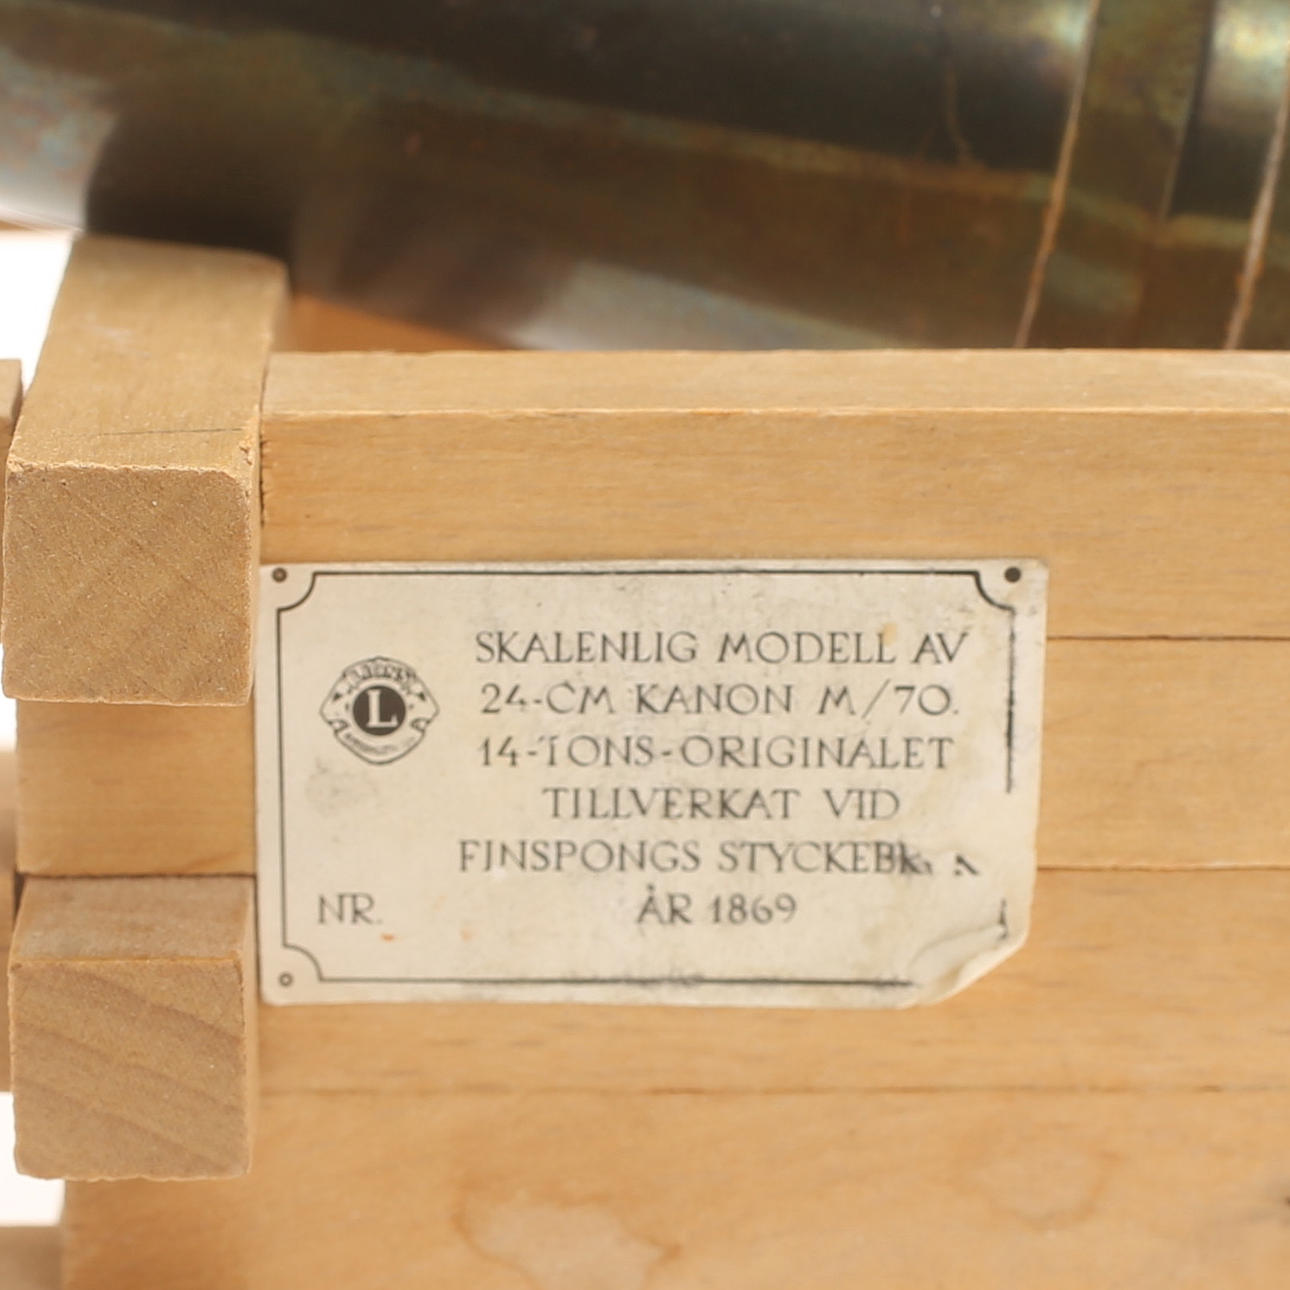 SKALENLIG MODELL AV
24-CM KANON M/70.
14-TONS-ORIGINALET
TILLVERKAT VID
FINSPONGS
NR. ÅR 1869
L